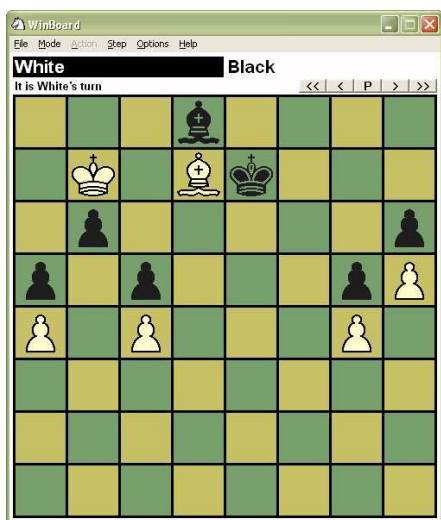 WinBoard
File Mode Action Step Options Help
White Black
It is White's turn << < P > >>